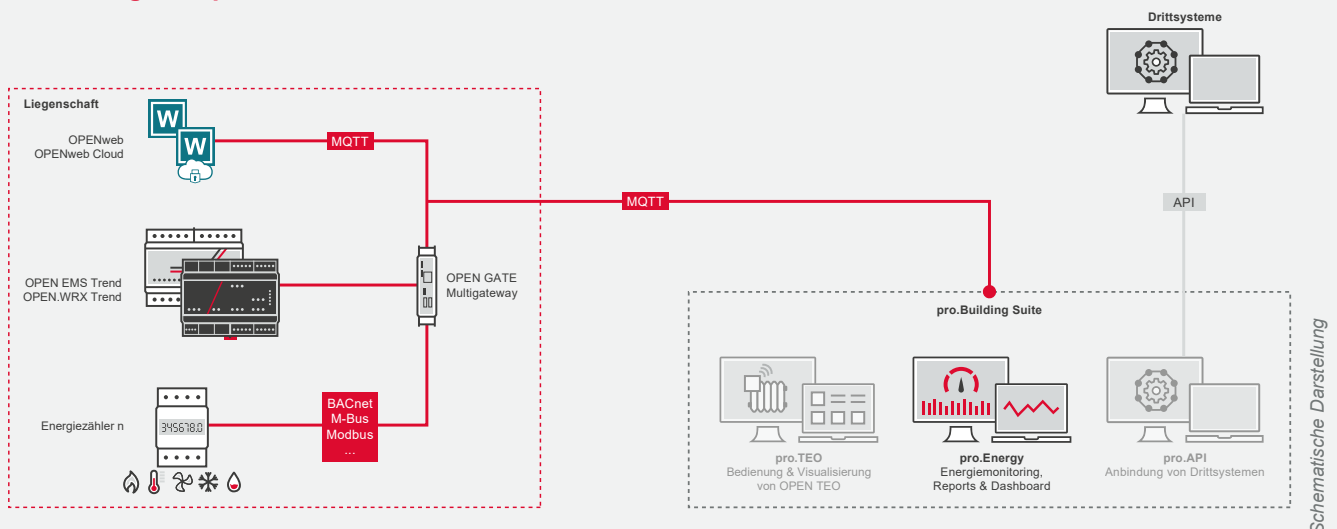 Drittsysteme
Liegenschaft
OPENweb
OPENweb Cloud
W
W
MQTT
MQTT
API
OPEN EMS Trend
OPEN.WRX Trend
OPEN GATE
Multigateway
pro.Building Suite
Energiezähler n
345678.0
BACnet
M-Bus
Modbus
...
pro.TEO
Bedienung & Visualisierung
von OPEN TEO
pro.Energy
Energiemonitoring,
Reports & Dashboard
pro.API
Anbindung von Drittsystemen
Schematische Darstellung